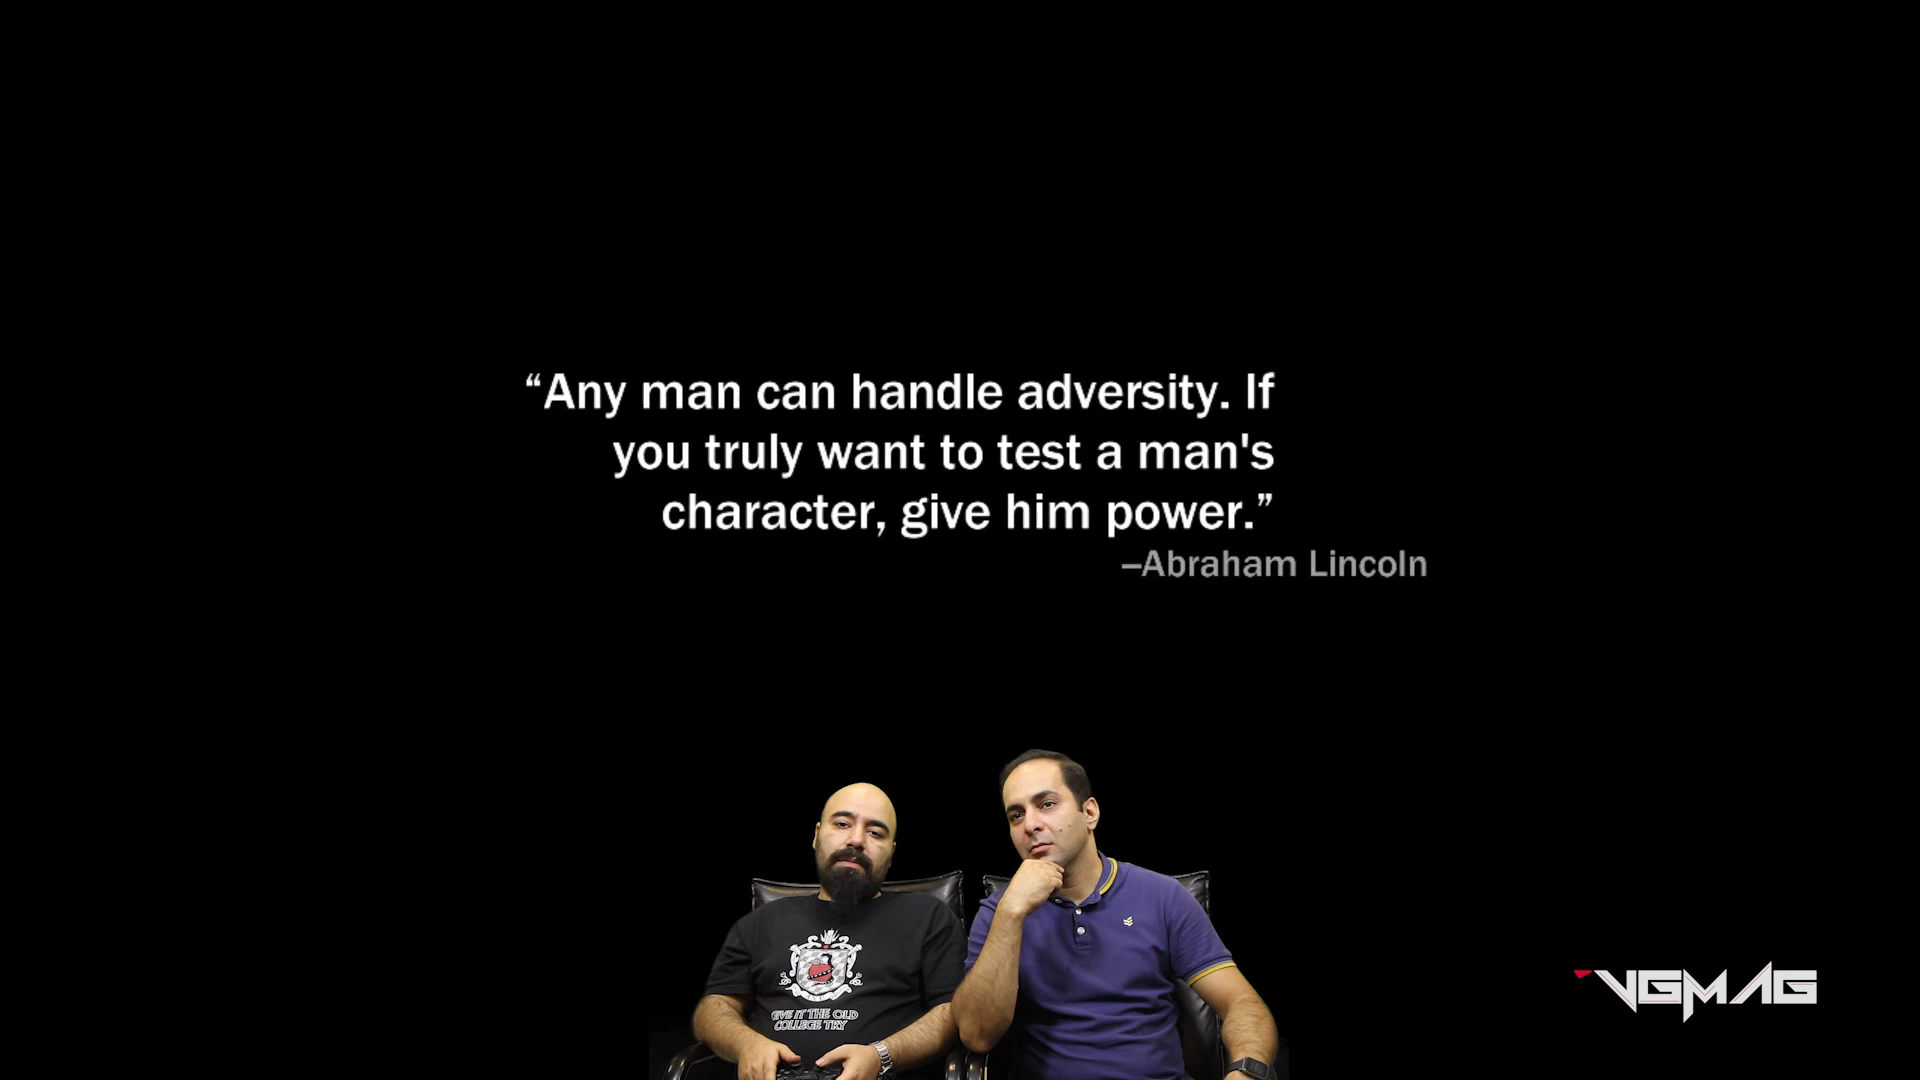 “Any man can handle adversity. If
you truly want to test a man's
character, give him power.”
–Abraham Lincoln
GIVE IT THE OLD
COLLEGE TRY
VGMAG